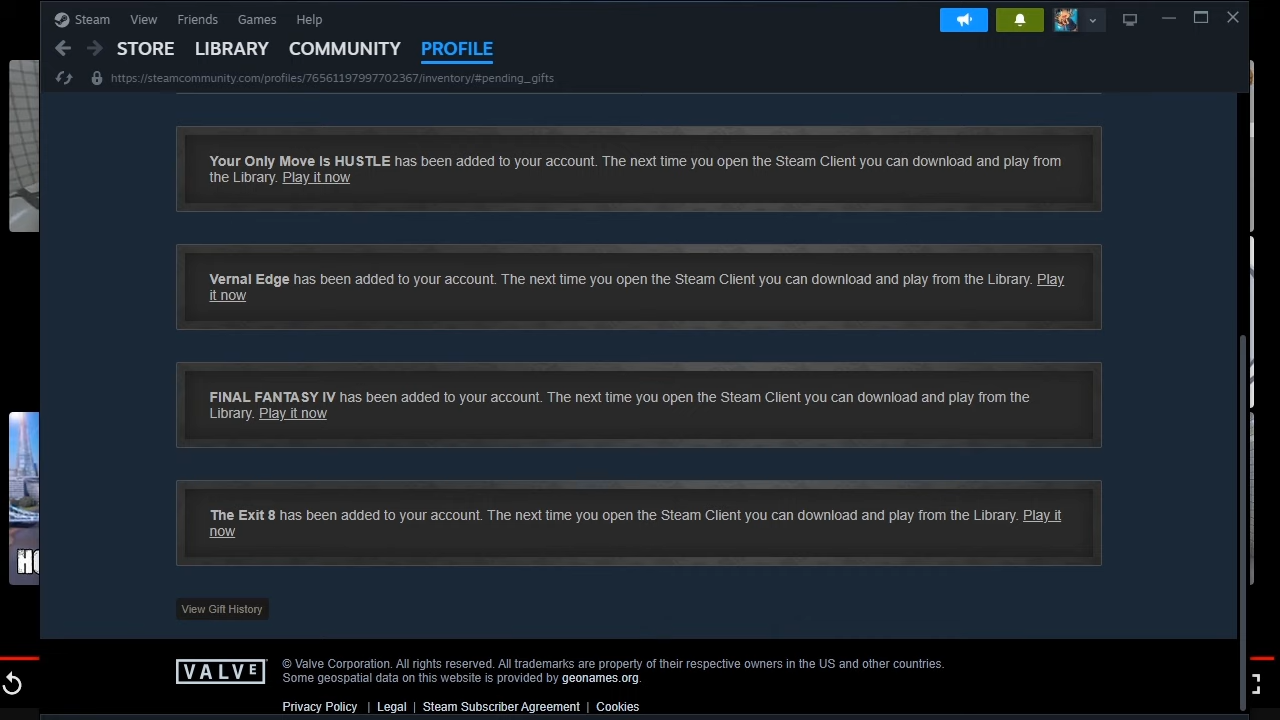 Steam View Friends Games Help
STORE LIBRARY COMMUNITY PROFILE
https://steamcommunity.com/profiles/76561197997702367/inventory/#pending_gifts
Your Only Move Is HUSTLE has been added to your account. The next time you open the Steam Client you can download and play from
the Library. Play it now
Vernal Edge has been added to your account. The next time you open the Steam Client you can download and play from the Library. Play
it now
FINAL FANTASY IV has been added to your account. The next time you open the Steam Client you can download and play from the
Library. Play it now
The Exit 8 has been added to your account. The next time you open the Steam Client you can download and play from the Library. Play it
now
View Gift History
VALVE
© Valve Corporation. All rights reserved. All trademarks are property of their respective owners in the US and other countries.
Some geospatial data on this website is provided by geonames.org.
Privacy Policy | Legal | Steam Subscriber Agreement | Cookies